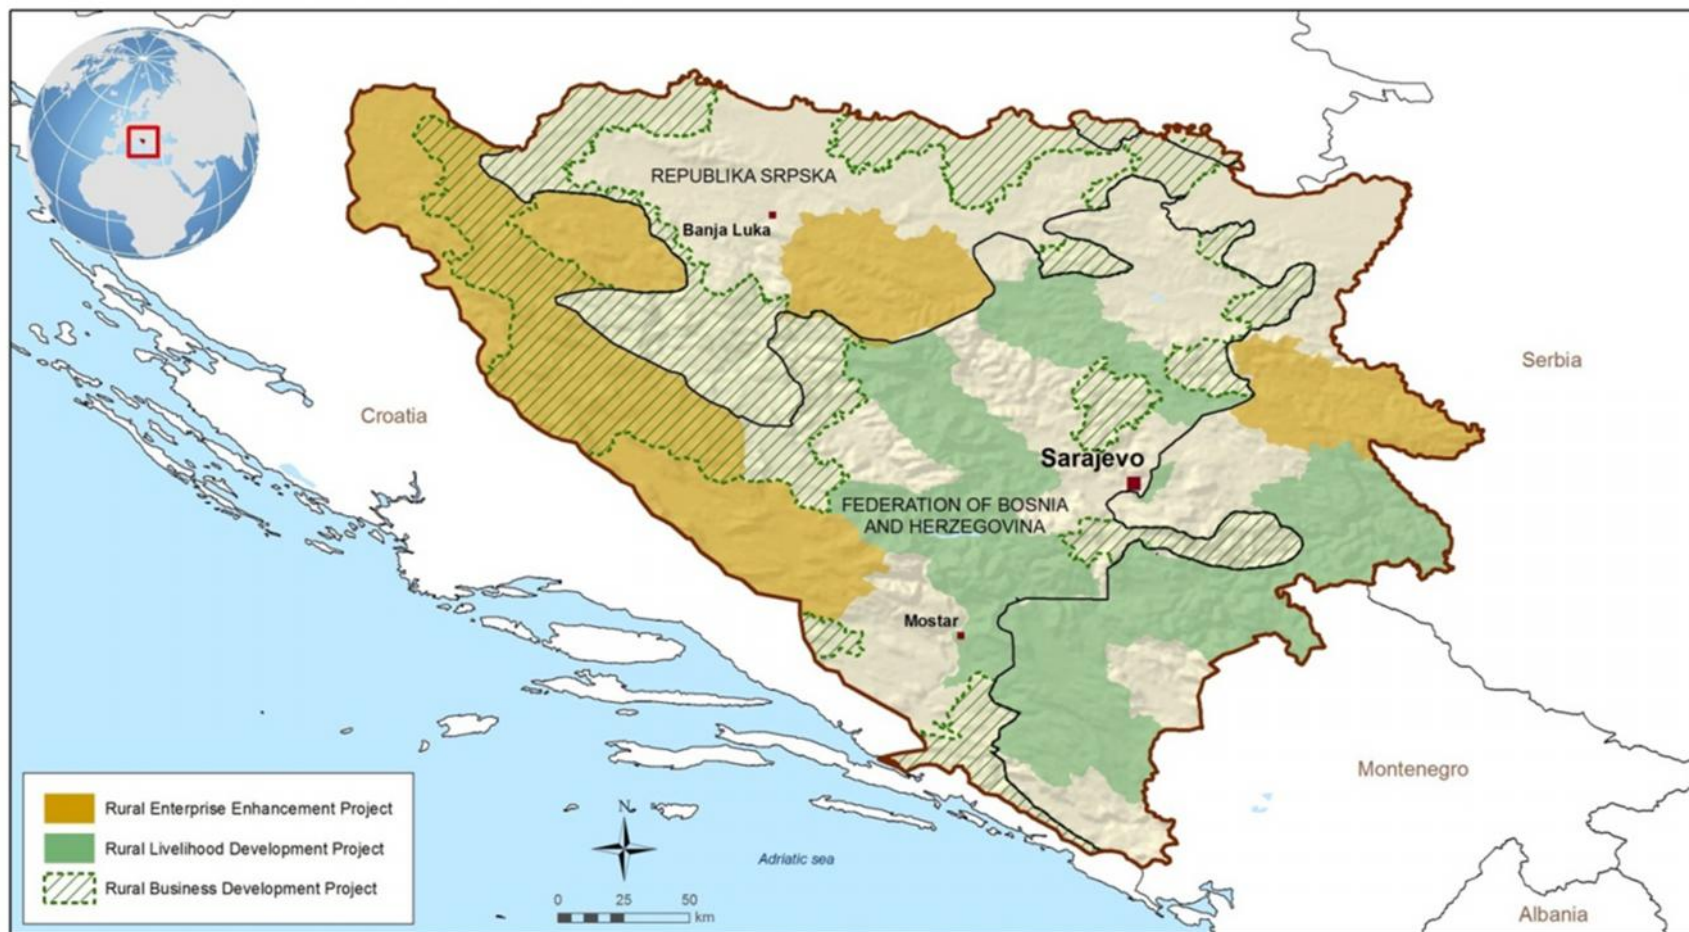 REPUBLIKA SRPSKA
Banja Luka
Serbia
Croatia
Sarajevo
FEDERATION OF BOSNIA
AND HERZEGOVINA
Mostar
Montenegro
Rural Enterprise Enhancement Project
Rural Livelihood Development Project
Rural Business Development Project
N
Adriatic sea
0 25 50
km
Albania